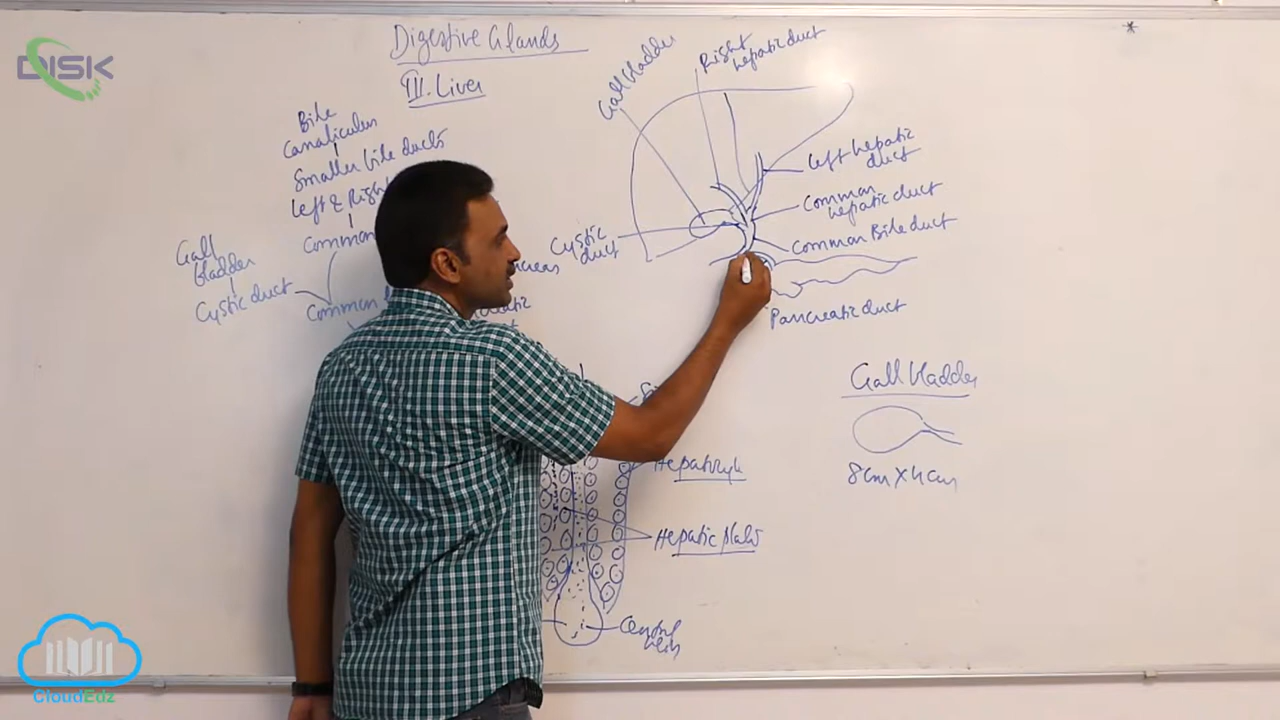 DISK
Digestive Glands
III. Liver
Bile
canaliculus
Smaller bile ducts
Left & Right
Common
Gall
bladder
Cystic duct
Common
Gall bladder
Right
hepatic duct
Left hepatic
duct
Common
hepatic duct
Common Bile duct
Cystic
duct
Pancreatic duct
Gall bladder
8cm X 4cm
Hepatic plate
Central
vein
CloudEdz